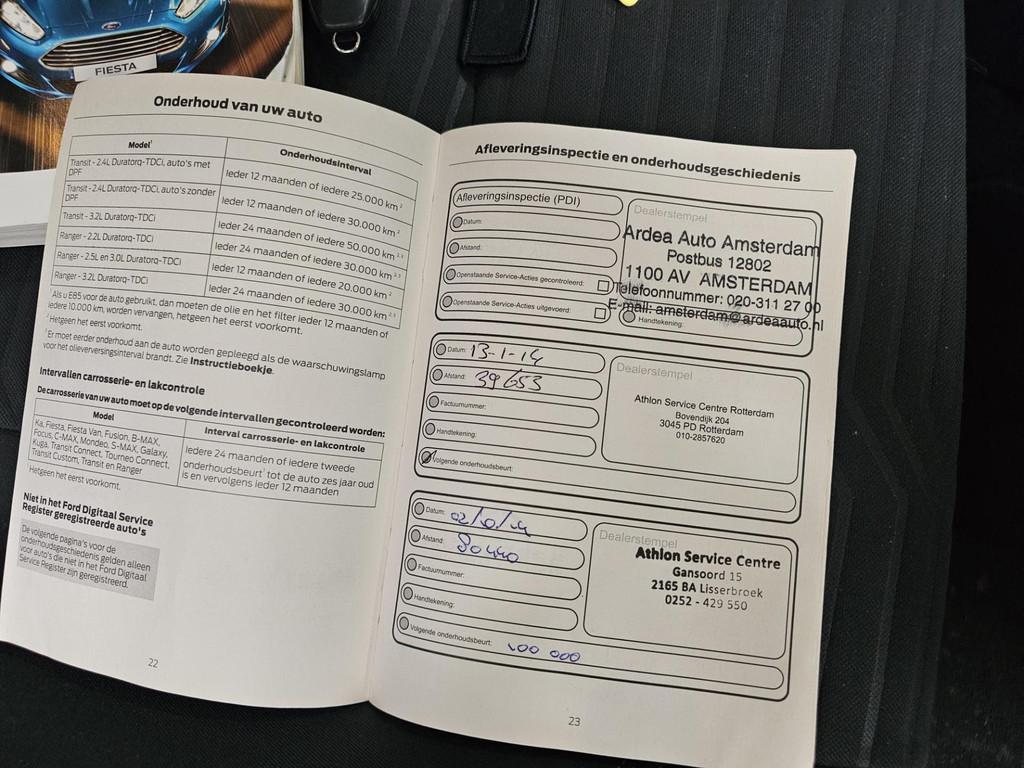 FIESTA
Onderhoud van uw auto
Model¹
Onderhoudsinterval
Transit - 2.4L Duratorq-TDCi, auto's met DPF
Ieder 12 maanden of iedere 25.000 km ²
Transit - 2.4L Duratorq-TDCi, auto's zonder DPF
Ieder 12 maanden of iedere 30.000 km ²
Transit - 3.2L Duratorq-TDCi
Ieder 24 maanden of iedere 50.000 km ² ³
Ranger - 2.2L Duratorq-TDCi
Ieder 24 maanden of iedere 30.000 km ² ³
Ranger - 2.5L en 3.0L Duratorq-TDCi
Ieder 12 maanden of iedere 20.000 km ²
Ranger - 3.2L Duratorq-TDCi
Ieder 24 maanden of iedere 30.000 km ² ³
Als u E85 voor de auto gebruikt, dan moeten de olie en het filter ieder 12 maanden of
iedere 10.000 km, worden vervangen, hetgeen het eerst voorkomt.
²Hetgeen het eerst voorkomt.
Er moet eerder onderhoud aan de auto worden gepleegd als de waarschuwingslamp
voor het olieverversingsinterval brandt. Zie Instructieboekje.
Intervallen carrosserie- en lakcontrole
De carrosserie van uw auto moet op de volgende intervallen gecontroleerd worden:
Model
Interval carrosserie- en lakcontrole
Ka, Fiesta, Fiesta Van, Fusion, B-MAX,
Focus, C-MAX, Mondeo, S-MAX, Galaxy,
Kuga, Transit Connect, Tourneo Connect,
Transit Custom, Transit en Ranger
Iedere 24 maanden of iedere tweede
onderhoudsbeurt¹ tot de auto zes jaar oud
is en vervolgens ieder 12 maanden
¹Hetgeen het eerst voorkomt.
Niet in het Ford Digitaal Service
Register geregistreerde auto's
De volgende pagina's voor de
onderhoudsgeschiedenis gelden alleen
voor auto's die niet in het Ford Digitaal
Service Register zijn geregistreerd.
22
Afleveringsinspectie en onderhoudsgeschiedenis
Afleveringsinspectie (PDI)
Datum:
Afstand:
Openstaande Service-Acties gecontroleerd:
Openstaande Service-Acties uitgevoerd:
Dealerstempel
Ardea Auto Amsterdam
Postbus 12802
1100 AV AMSTERDAM
Telefoonnummer: 020-311 27 00
E-mail: amsterdam@ardeaauto.nl
Handtekening:
Datum: 13-1-14
Afstand: 39653
Factuurnummer:
Handtekening:
Volgende onderhoudsbeurt:
Dealerstempel
Athlon Service Centre Rotterdam
Bovendijk 204
3045 PD Rotterdam
010-2857620
Datum:
Afstand: 80440
Factuurnummer:
Handtekening:
Volgende onderhoudsbeurt: 100 000
Dealerstempel
Athlon Service Centre
Gansoord 15
2165 BA Lisserbroek
0252 - 429 550
23